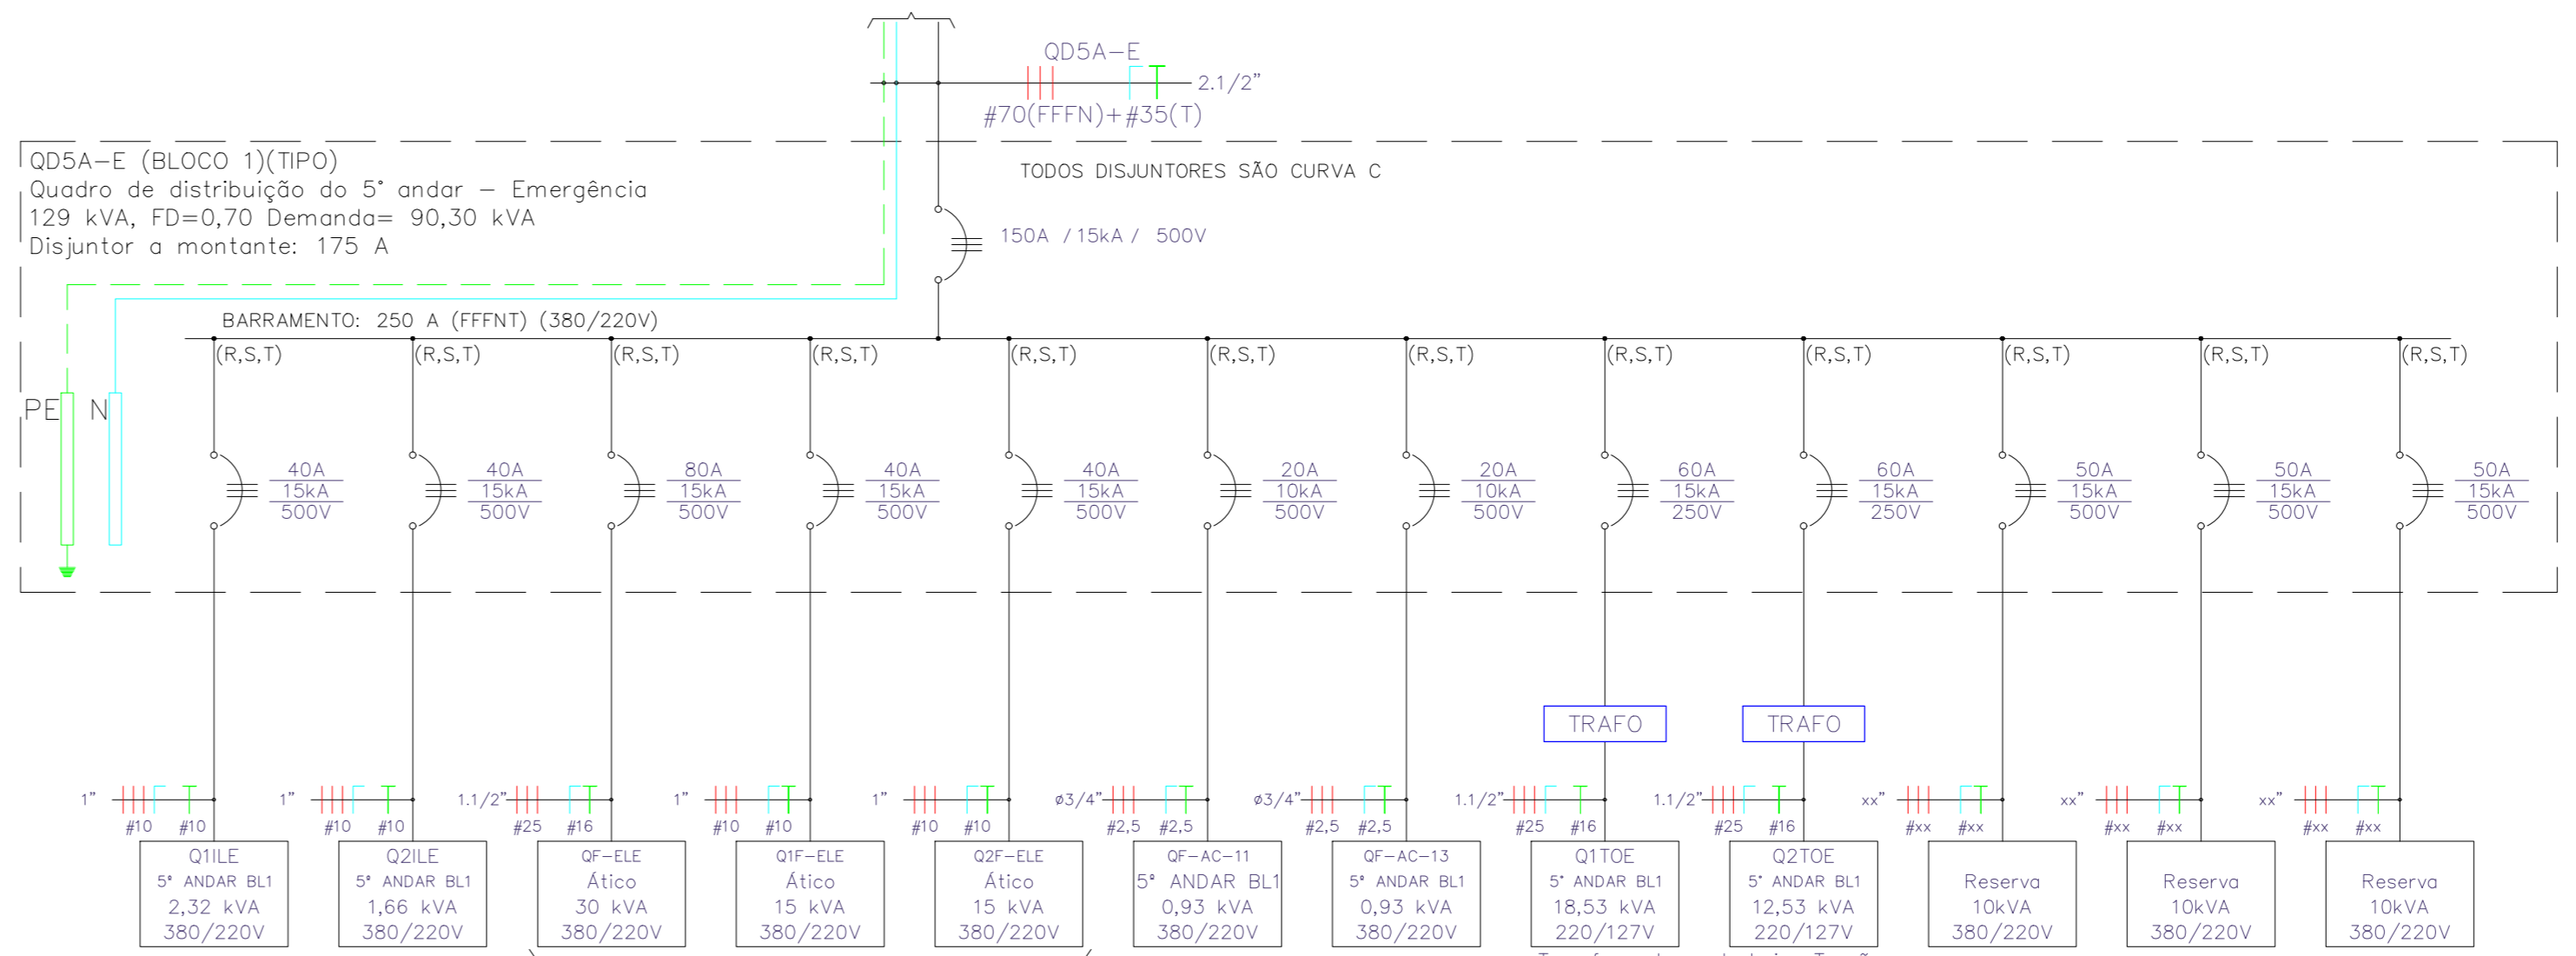 QD5A-E
2.1/2"
#70(FFFN)+#35(T)
QD5A-E (BLOCO 1)(TIPO)
Quadro de distribuição do 5° andar - Emergência
129 kVA, FD=0,70 Demanda= 90,30 kVA
Disjuntor a montante: 175 A
TODOS DISJUNTORES SÃO CURVA C
150A /15kA / 500V
BARRAMENTO: 250 A (FFFNT) (380/220V)
(R,S,T) (R,S,T) (R,S,T) (R,S,T) (R,S,T) (R,S,T) (R,S,T) (R,S,T) (R,S,T) (R,S,T) (R,S,T) (R,S,T)
PE N
40A 40A 80A 40A 40A 20A 20A 60A 60A 50A 50A 50A
15kA 15kA 15kA 15kA 15kA 10kA 10kA 15kA 15kA 15kA 15kA 15kA
500V 500V 500V 500V 500V 500V 500V 250V 250V 500V 500V 500V
TRAFO TRAFO
1" 1" 1.1/2" 1" 1" ø3/4" ø3/4" 1.1/2" 1.1/2" xx" xx" xx"
#10 #10 #10 #10 #25 #16 #10 #10 #10 #10 #2,5 #2,5 #2,5 #2,5 #25 #16 #25 #16 #xx #xx #xx #xx #xx #xx
Q1ILE
5° ANDAR BL1
2,32 kVA
380/220V
Q2ILE
5° ANDAR BL1
1,66 kVA
380/220V
QF-ELE
Ático
30 kVA
380/220V
Q1F-ELE
Ático
15 kVA
380/220V
Q2F-ELE
Ático
15 kVA
380/220V
QF-AC-11
5° ANDAR BL1
0,93 kVA
380/220V
QF-AC-13
5° ANDAR BL1
0,93 kVA
380/220V
Q1TOE
5° ANDAR BL1
18,53 kVA
220/127V
Q2TOE
5° ANDAR BL1
12,53 kVA
220/127V
Reserva
10kVA
380/220V
Reserva
10kVA
380/220V
Reserva
10kVA
380/220V